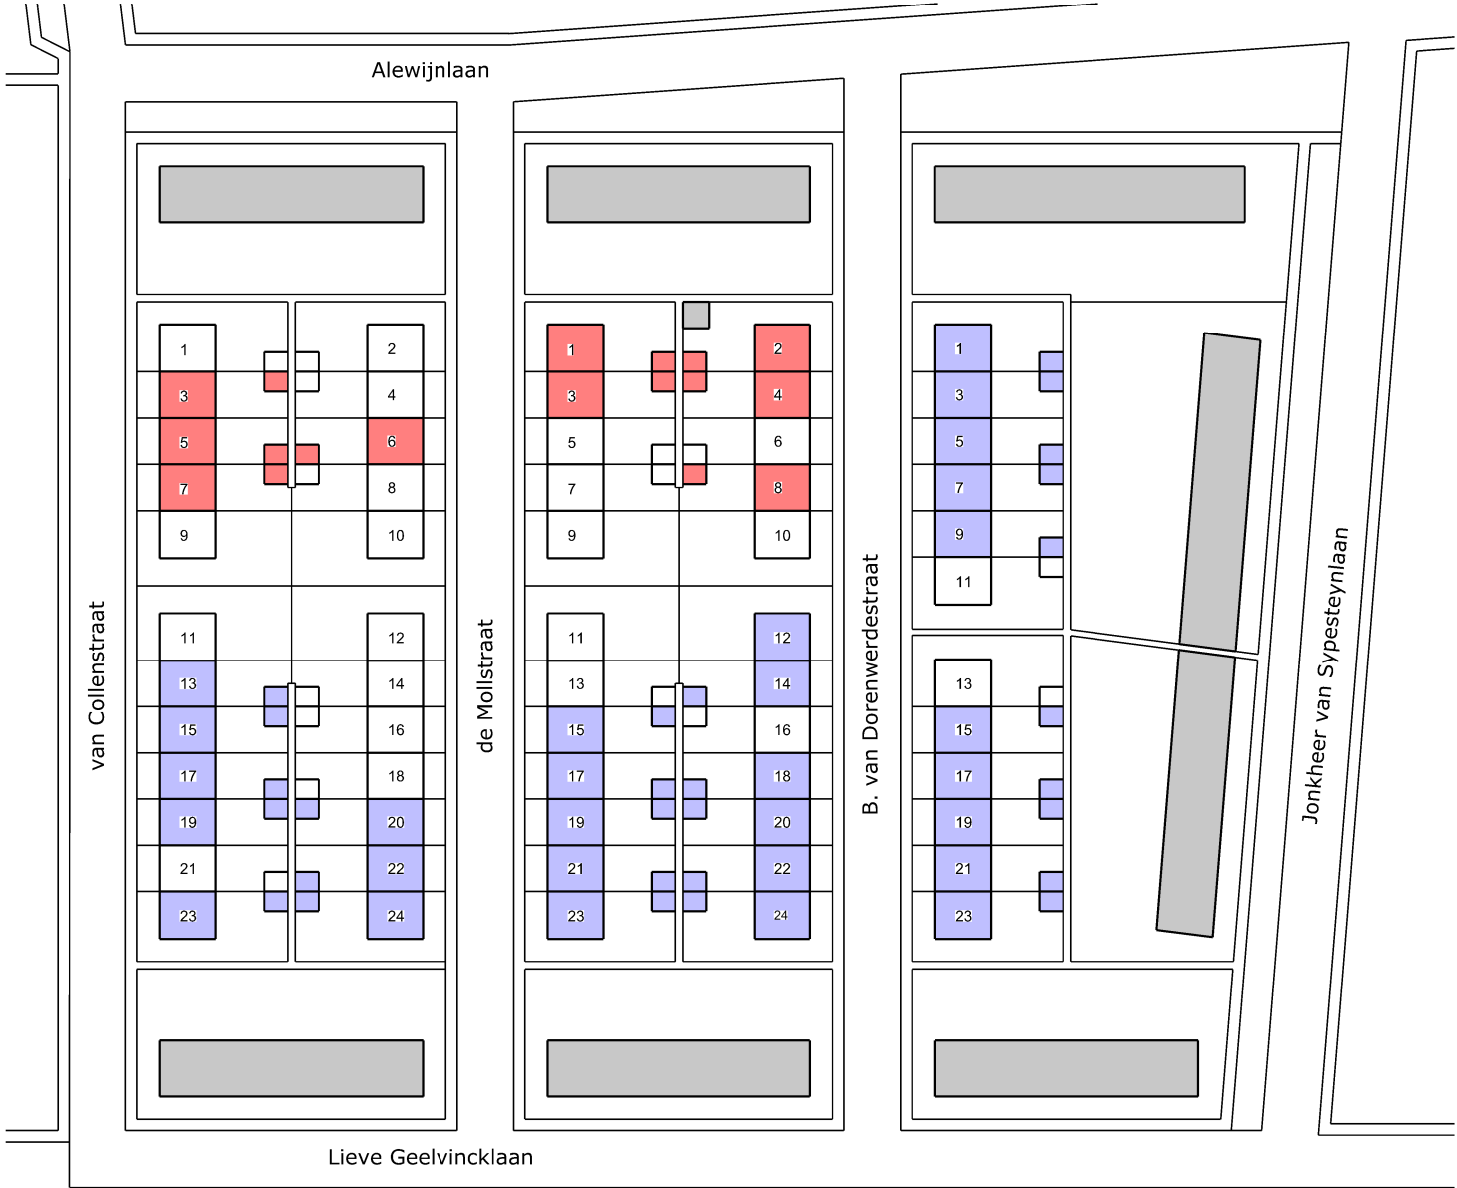 Alewijnlaan
1 2 1 2 1
3 4 3 4 3
5 6 5 6 5
7 8 7 8 7
9 10 9 10 9
11
11 12 11 12
13 14 13 14 13
15 16 15 16 15
17 18 17 18 17
19 20 19 20 19
21 22 21 22 21
23 24 23 24 23
van Collenstraat
de Mollstraat
B. van Dorenwerdestraat
Jonkheer van Sypesteynlaan
Lieve Geelvincklaan